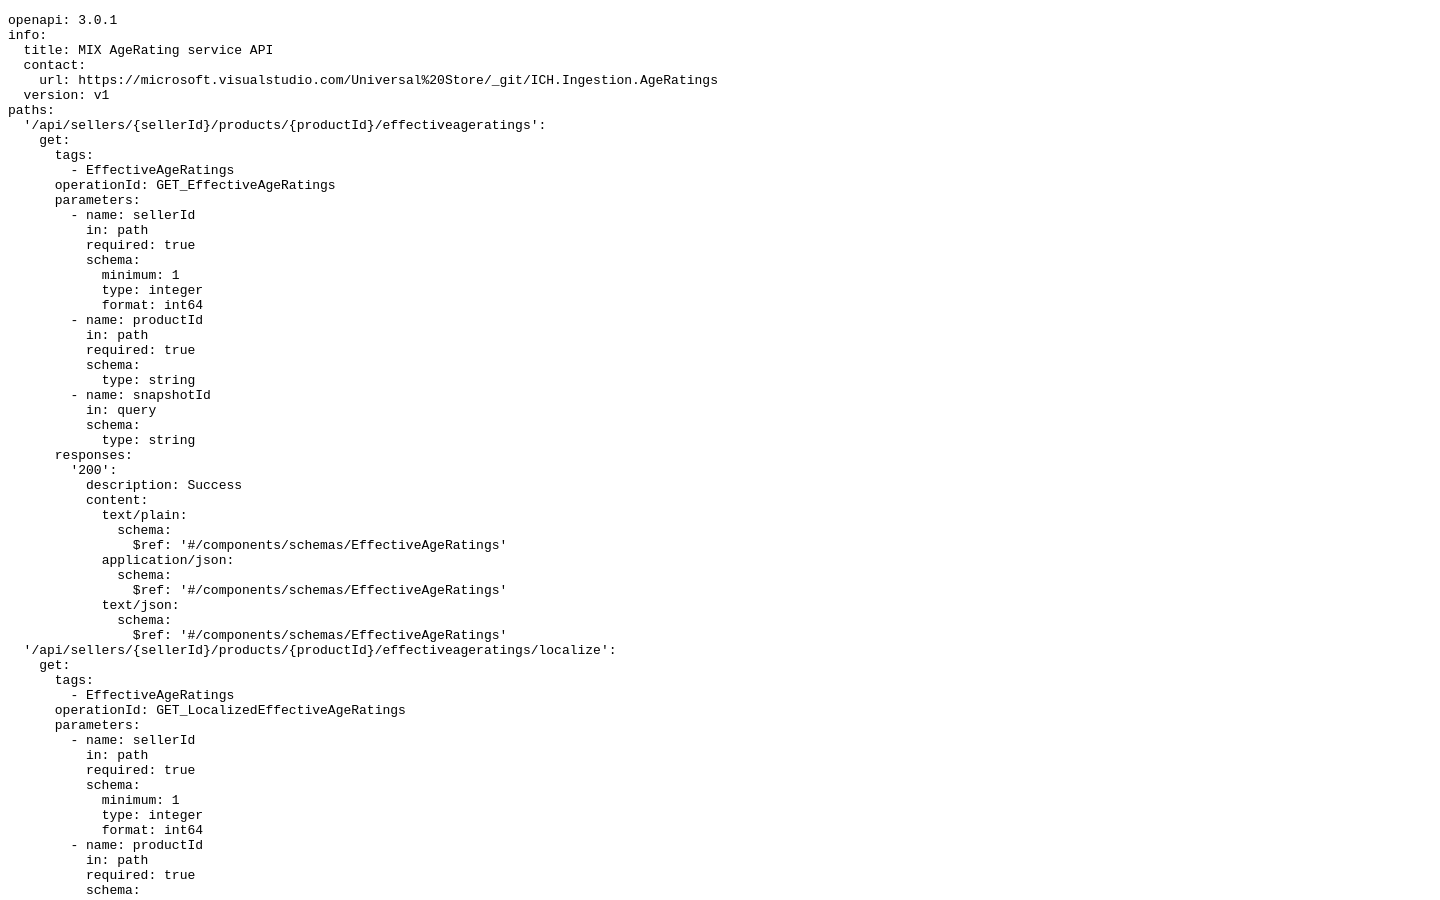 openapi: 3.0.1
info:
  title: MIX AgeRating service API
  contact:
    url: https://microsoft.visualstudio.com/Universal%20Store/_git/ICH.Ingestion.AgeRatings
  version: v1
paths:
  '/api/sellers/{sellerId}/products/{productId}/effectiveageratings':
    get:
      tags:
        - EffectiveAgeRatings
      operationId: GET_EffectiveAgeRatings
      parameters:
        - name: sellerId
          in: path
          required: true
          schema:
            minimum: 1
            type: integer
            format: int64
        - name: productId
          in: path
          required: true
          schema:
            type: string
        - name: snapshotId
          in: query
          schema:
            type: string
      responses:
        '200':
          description: Success
          content:
            text/plain:
              schema:
                $ref: '#/components/schemas/EffectiveAgeRatings'
            application/json:
              schema:
                $ref: '#/components/schemas/EffectiveAgeRatings'
            text/json:
              schema:
                $ref: '#/components/schemas/EffectiveAgeRatings'
  '/api/sellers/{sellerId}/products/{productId}/effectiveageratings/localize':
    get:
      tags:
        - EffectiveAgeRatings
      operationId: GET_LocalizedEffectiveAgeRatings
      parameters:
        - name: sellerId
          in: path
          required: true
          schema:
            minimum: 1
            type: integer
            format: int64
        - name: productId
          in: path
          required: true
          schema: